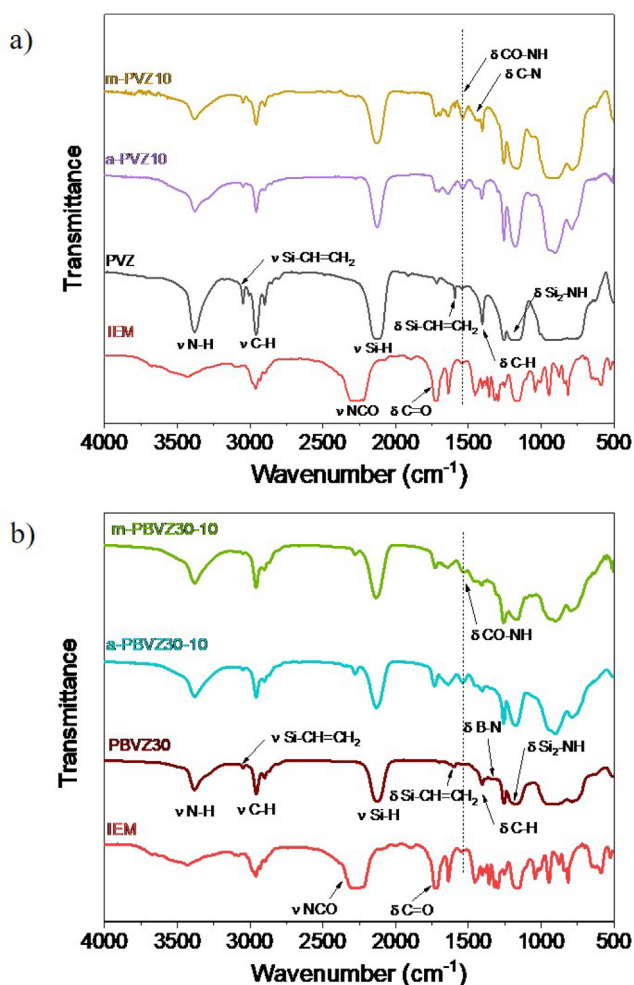 a)
δ CO-NH
δ C-N
m-PVZ10
a-PVZ10
PVZ
ν Si-CH=CH₂
δ Si₂-NH
IEM
ν N-H
ν C-H
ν Si-H
δ Si-CH=CH₂
δ C-H
ν NCO
δ C=O
Transmittance
4000 3500 3000 2500 2000 1500 1000 500
Wavenumber (cm⁻¹)
b)
m-PBVZ30-10
δ CO-NH
a-PBVZ30-10
δ B-N
ν Si-CH=CH₂
δ Si₂-NH
PBVZ30
ν N-H
ν C-H
ν Si-H
δ Si-CH=CH₂
δ C-H
IEM
ν NCO
δ C=O
Transmittance
4000 3500 3000 2500 2000 1500 1000 500
Wavenumber (cm⁻¹)